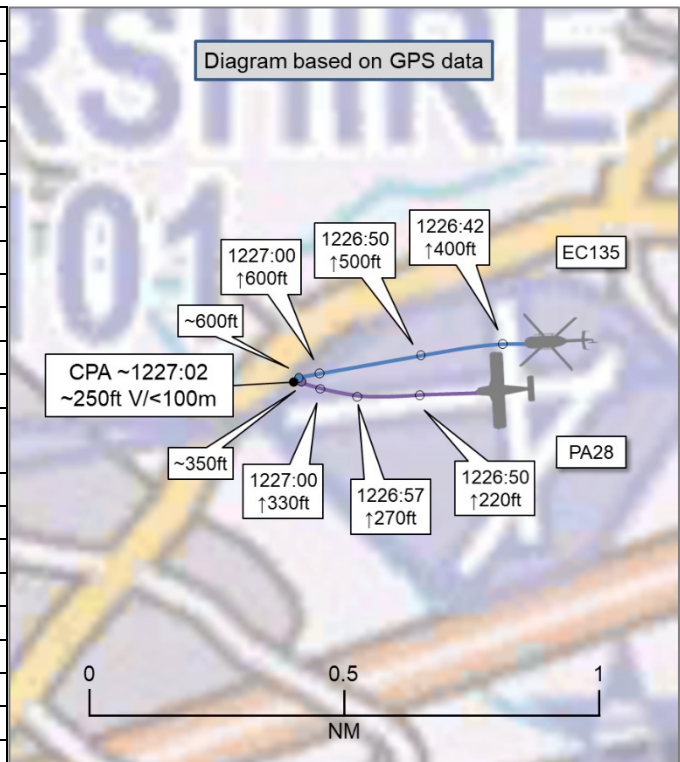 Diagram based on GPS data
RSHIRE
101
1226:42
↑400ft
1226:50
↑500ft
EC135
1227:00
↑600ft
~600ft
CPA ~1227:02
~250ft V/<100m
~350ft
PA28
1227:00
↑330ft
1226:57
↑270ft
1226:50
↑220ft
0
0.5
1
NM